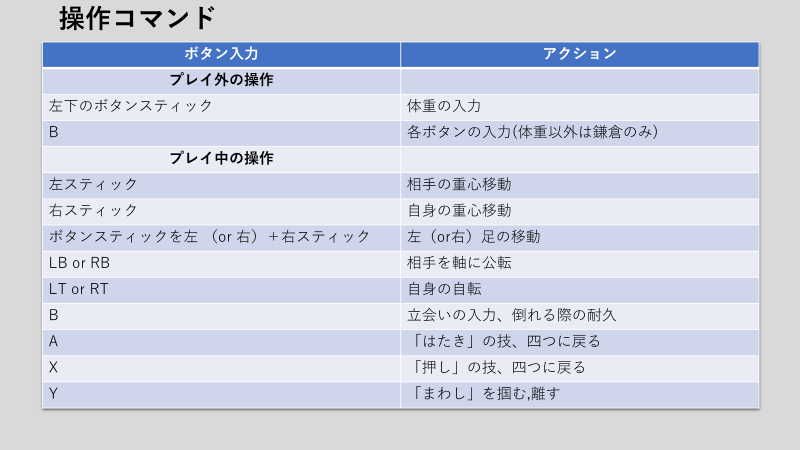 操作コマンド
ボタン入力 アクション
プレイ外の操作
左下のボタンスティック 体重の入力
B 各ボタンの入力(体重以外は鎌倉のみ)
プレイ中の操作
左スティック 相手の重心移動
右スティック 自身の重心移動
ボタンスティックを左 （or 右）＋右スティック 左（or右）足の移動
LB or RB 相手を軸に公転
LT or RT 自身の自転
B 立会いの入力、倒れる際の耐久
A 「はたき」の技、四つに戻る
X 「押し」の技、四つに戻る
Y 「まわし」を掴む,離す